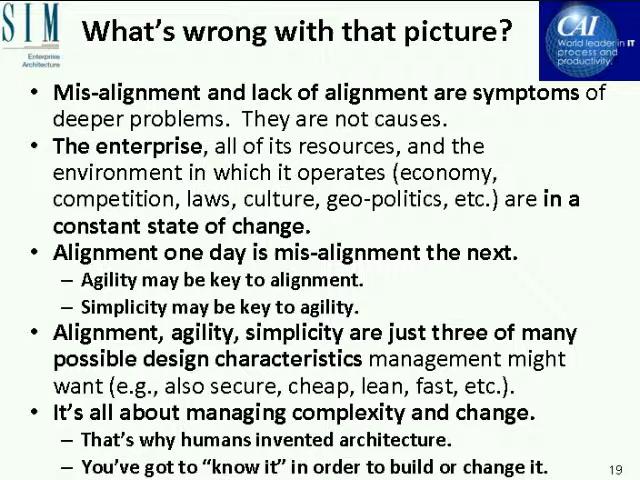 SIM
Enterprise
Architecture
What's wrong with that picture?
CAI
World leader in IT
process and
productivity.
• Mis-alignment and lack of alignment are symptoms of
deeper problems. They are not causes.
• The enterprise, all of its resources, and the
environment in which it operates (economy,
competition, laws, culture, geo-politics, etc.) are in a
constant state of change.
• Alignment one day is mis-alignment the next.
– Agility may be key to alignment.
– Simplicity may be key to agility.
• Alignment, agility, simplicity are just three of many
possible design characteristics management might
want (e.g., also secure, cheap, lean, fast, etc.).
• It's all about managing complexity and change.
– That's why humans invented architecture.
– You've got to “know it” in order to build or change it.
19